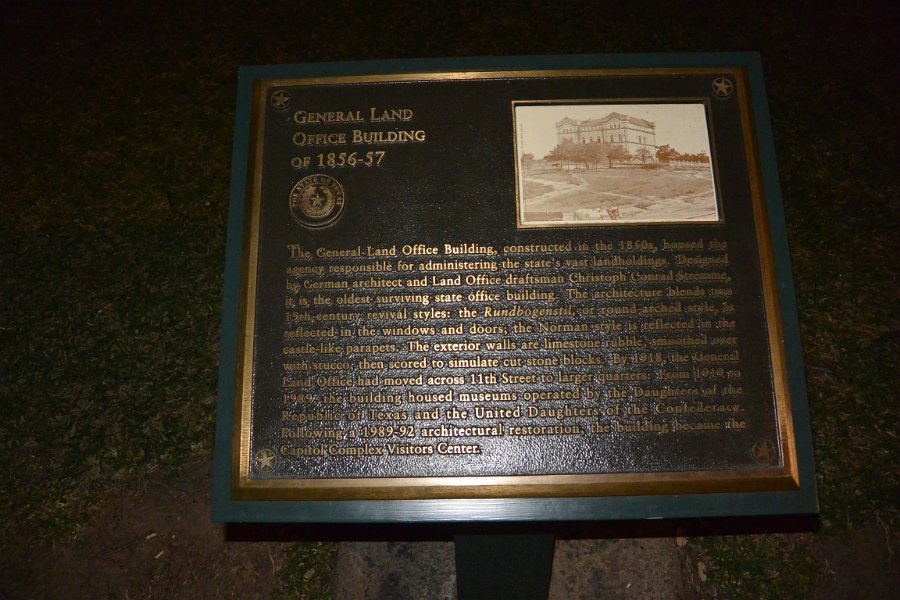 GENERAL LAND
OFFICE BUILDING
OF 1856-57
THE STATE OF TEXAS
The General Land Office Building, constructed in the 1850s, housed the
agency responsible for administering the state's vast landholdings. Designed
by German architect and Land Office draftsman Christoph Conrad Stremme,
it is the oldest surviving state office building. The architecture blends two
19th-century revival styles: the Rundbogenstil, or round-arched style, is
reflected in the windows and doors; the Norman style is reflected in the
castle-like parapets. The exterior walls are limestone rubble, smoothed over
with stucco, then scored to simulate cut stone blocks. By 1918, the General
Land Office had moved across 11th Street to larger quarters. From 1919 to
1989, the building housed museums operated by the Daughters of the
Republic of Texas and the United Daughters of the Confederacy.
Following a 1989-92 architectural restoration, the building became the
Capitol Complex Visitors Center.